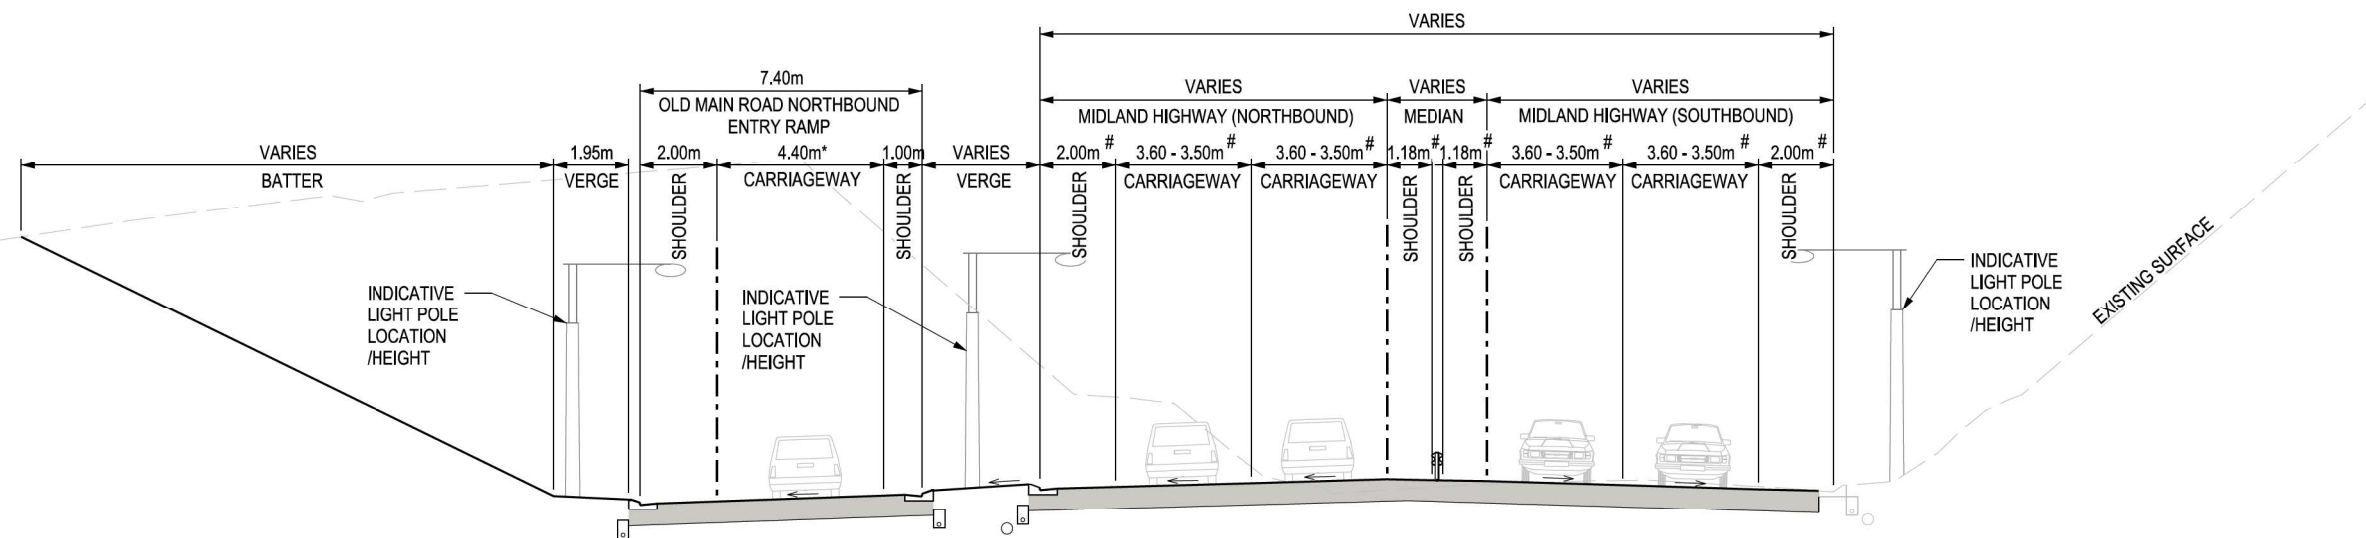 VARIES
7.40m
VARIES
VARIES
VARIES
OLD MAIN ROAD NORTHBOUND
ENTRY RAMP
MIDLAND HIGHWAY (NORTHBOUND)
MEDIAN
MIDLAND HIGHWAY (SOUTHBOUND)
VARIES
1.95m
2.00m
4.40m*
1.00m
VARIES
2.00m #
3.60 - 3.50m #
3.60 - 3.50m #
1.18m #
1.18m #
3.60 - 3.50m #
3.60 - 3.50m #
2.00m #
BATTER
VERGE
SHOULDER
CARRIAGEWAY
SHOULDER
VERGE
SHOULDER
CARRIAGEWAY
CARRIAGEWAY
SHOULDER
SHOULDER
CARRIAGEWAY
CARRIAGEWAY
SHOULDER
INDICATIVE
LIGHT POLE
LOCATION
/HEIGHT
INDICATIVE
LIGHT POLE
LOCATION
/HEIGHT
INDICATIVE
LIGHT POLE
LOCATION
/HEIGHT
EXISTING SURFACE